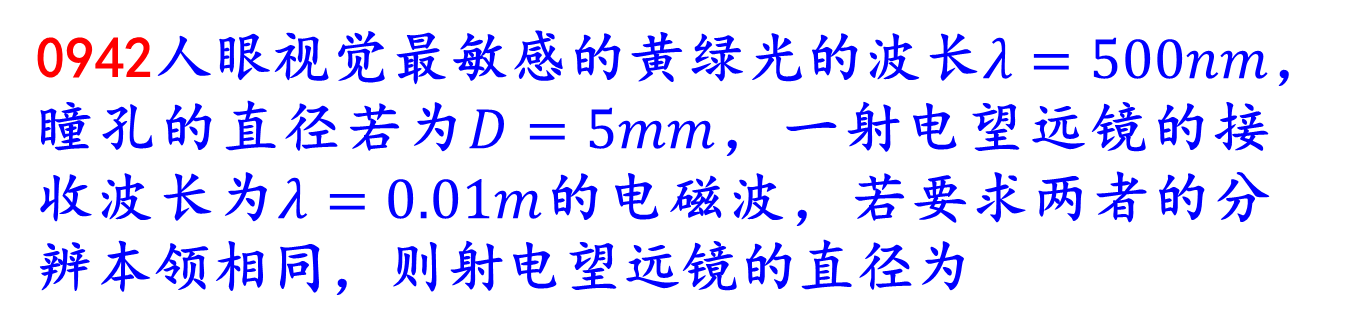 0942人眼视觉最敏感的黄绿光的波长λ = 500nm，
瞳孔的直径若为D = 5mm，一射电望远镜的接
收波长为λ = 0.01m的电磁波，若要求两者的分
辨本领相同，则射电望远镜的直径为